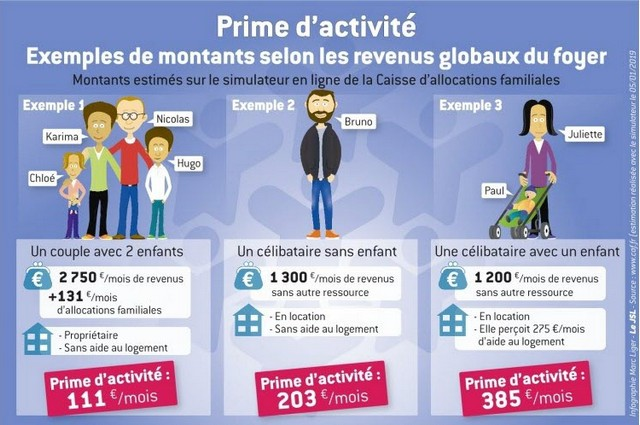 Prime d'activité
Exemples de montants selon les revenus globaux du foyer
Montants estimés sur le simulateur en ligne de la Caisse d'allocations familiales
Exemple 1
Karima
Nicolas
Chloé
Hugo
Un couple avec 2 enfants
€
2 750 €/mois de revenus
+131 €/mois
d'allocations familiales
- Propriétaire
- Sans aide au logement
Prime d'activité :
111 €/mois
Exemple 2
Bruno
Un célibataire sans enfant
€
1 300 €/mois de revenus
sans autre ressource
- En location
- Sans aide au logement
Prime d'activité :
203 €/mois
Exemple 3
Juliette
Paul
Une célibataire avec un enfant
€
1 200 €/mois de revenus
sans autre ressource
- En location
- Elle perçoit 275 €/mois
d'aide au logement
Prime d'activité :
385 €/mois
Infographie Marc Liger - Le JSL - Source : www.caf.fr (estimation réalisée avec le simulateur le 05/01/2019